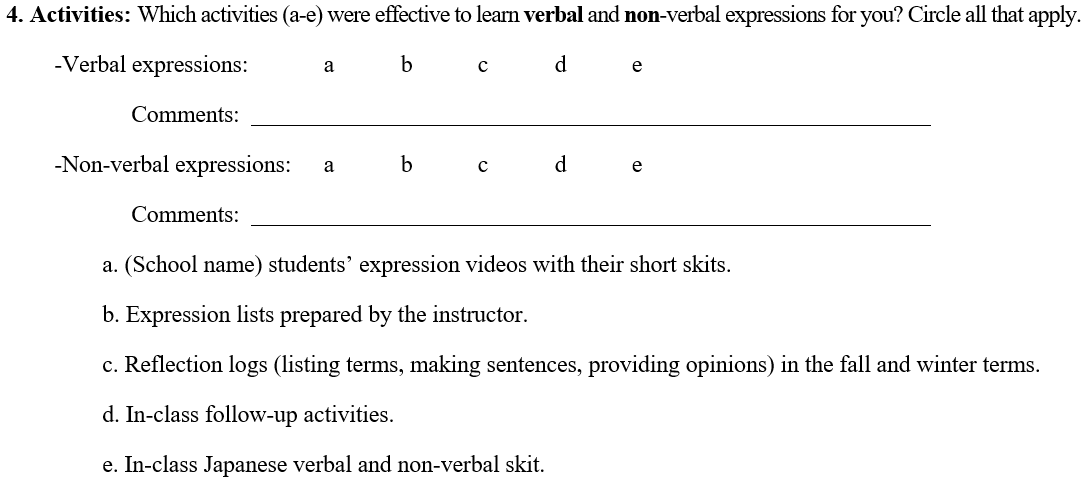 4. Activities: Which activities (a-e) were effective to learn verbal and non-verbal expressions for you? Circle all that apply.
-Verbal expressions: a b c d e
Comments: 
-Non-verbal expressions: a b c d e
Comments: 
a. (School name) students’ expression videos with their short skits.
b. Expression lists prepared by the instructor.
c. Reflection logs (listing terms, making sentences, providing opinions) in the fall and winter terms.
d. In-class follow-up activities.
e. In-class Japanese verbal and non-verbal skit.